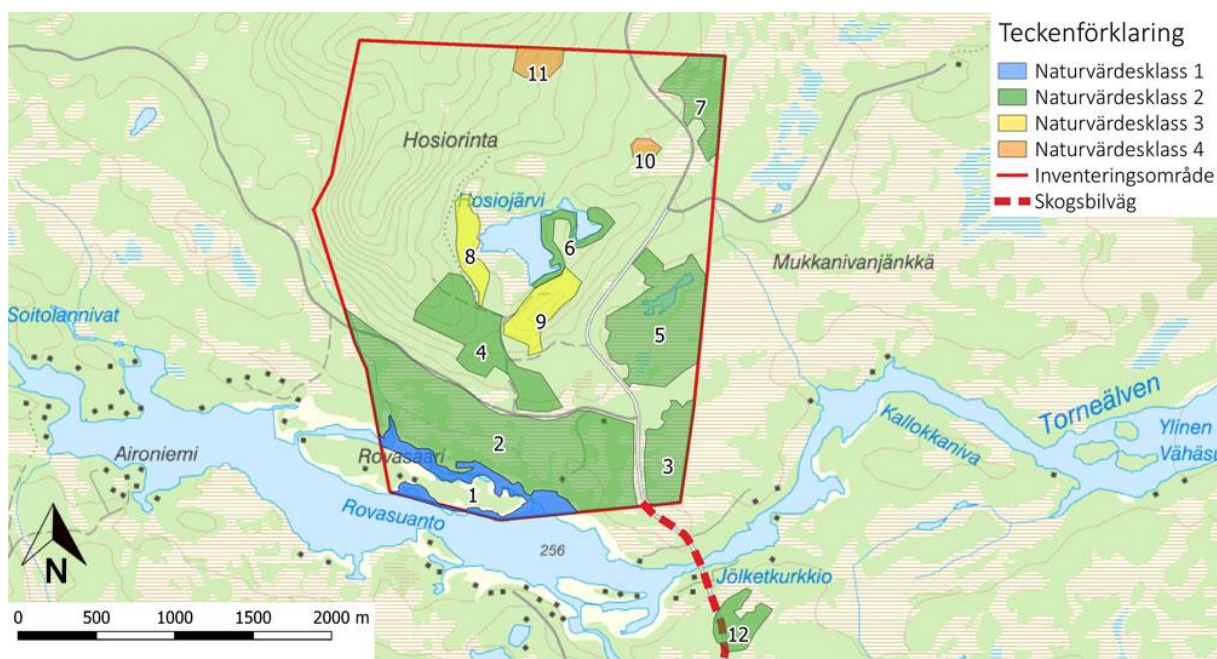 Teckenförklaring
Naturvärdesklass 1
Naturvärdesklass 2
Naturvärdesklass 3
Naturvärdesklass 4
Inventeringsområde
Skogsbilväg
11
7
Hosiorinta
10
Hosiojärvi
6
8
Mukkanivanjänkkä
Soitolannivat
9
5
4
Torneälven
Kallokkaniva
Ylinen
Vähäsu
2
Aironiemi
Rovasaari
3
1
Rovasuanto
256
N
Jölketkurkkio
0 500 1000 1500 2000 m
12